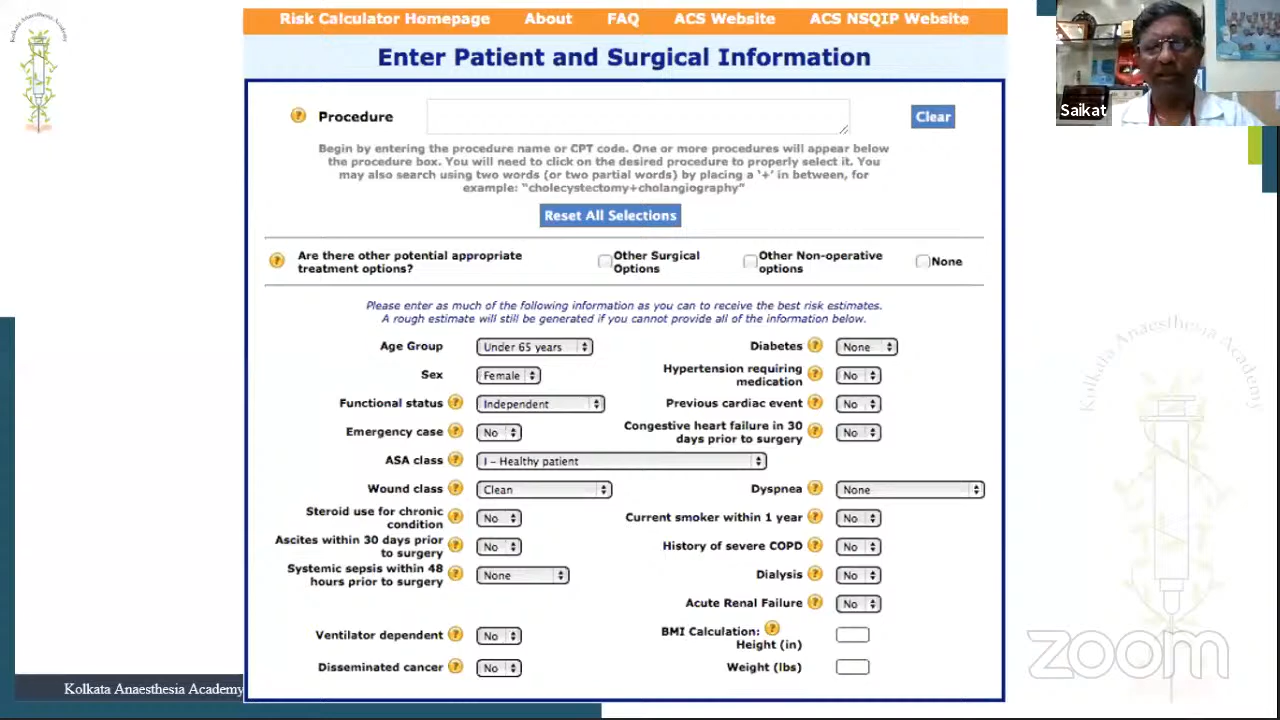 Risk Calculator Homepage About FAQ ACS Website ACS NSQIP Website
Enter Patient and Surgical Information
Procedure
Clear
Begin by entering the procedure name or CPT code. One or more procedures will appear below
the procedure box. You will need to click on the desired procedure to properly select it. You
may also search using two words (or two partial words) by placing a '+' in between, for
example: "cholecystectomy+cholangiography"
Reset All Selections
Are there other potential appropriate
treatment options?
Other Surgical
Options
Other Non-operative
options
None
Please enter as much of the following information as you can to receive the best risk estimates.
A rough estimate will still be generated if you cannot provide all of the information below.
Age Group Under 65 years
Diabetes ? None
Sex Female
Hypertension requiring
medication ? No
Functional status ? Independent
Previous cardiac event ? No
Emergency case ? No
Congestive heart failure in 30
days prior to surgery ? No
ASA class ? I - Healthy patient
Wound class ? Clean
Dyspnea ? None
Steroid use for chronic
condition ? No
Current smoker within 1 year ? No
Ascites within 30 days prior
to surgery ? No
History of severe COPD ? No
Systemic sepsis within 48
hours prior to surgery ? None
Dialysis ? No
Acute Renal Failure ? No
Ventilator dependent ? No
BMI Calculation: ?
Height (in)
Disseminated cancer ? No
Weight (lbs)
Saikat
Kolkata Anaesthesia Academy
Kolkata Anaesthesia Academy
Kolkata Anaesthesia Academy
zoom